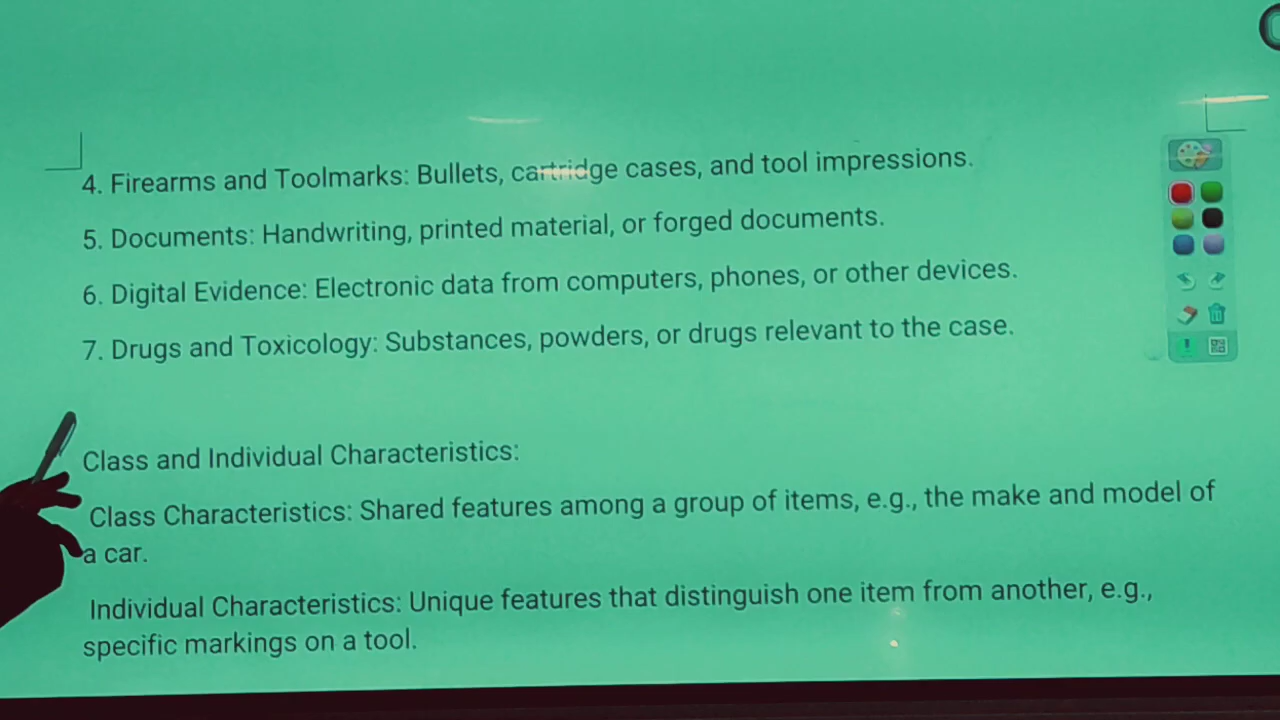 4. Firearms and Toolmarks: Bullets, cartridge cases, and tool impressions.
5. Documents: Handwriting, printed material, or forged documents.
6. Digital Evidence: Electronic data from computers, phones, or other devices.
7. Drugs and Toxicology: Substances, powders, or drugs relevant to the case.
Class and Individual Characteristics:
Class Characteristics: Shared features among a group of items, e.g., the make and model of
a car.
Individual Characteristics: Unique features that distinguish one item from another, e.g.,
specific markings on a tool.